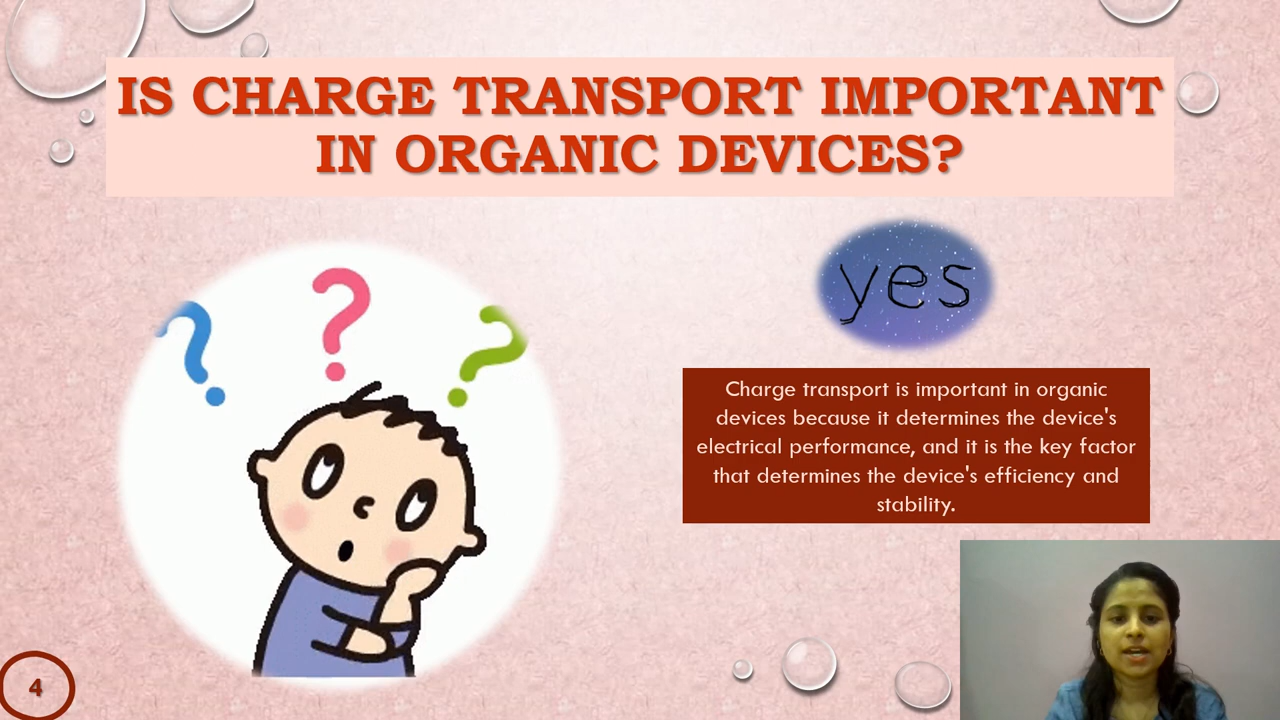 IS CHARGE TRANSPORT IMPORTANT
IN ORGANIC DEVICES?
yes
Charge transport is important in organic
devices because it determines the device's
electrical performance, and it is the key factor
that determines the device's efficiency and
stability.
4